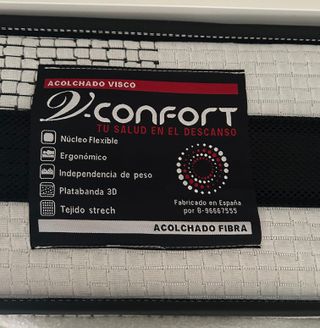 ACOLCHADO VISCO
V-CONFORT
TU SALUD EN EL DESCANSO
Núcleo Flexible
Ergonómico
Independencia de peso
Platabanda 3D
Tejido strech
Fabricado en España
por B-96667555
ACOLCHADO FIBRA